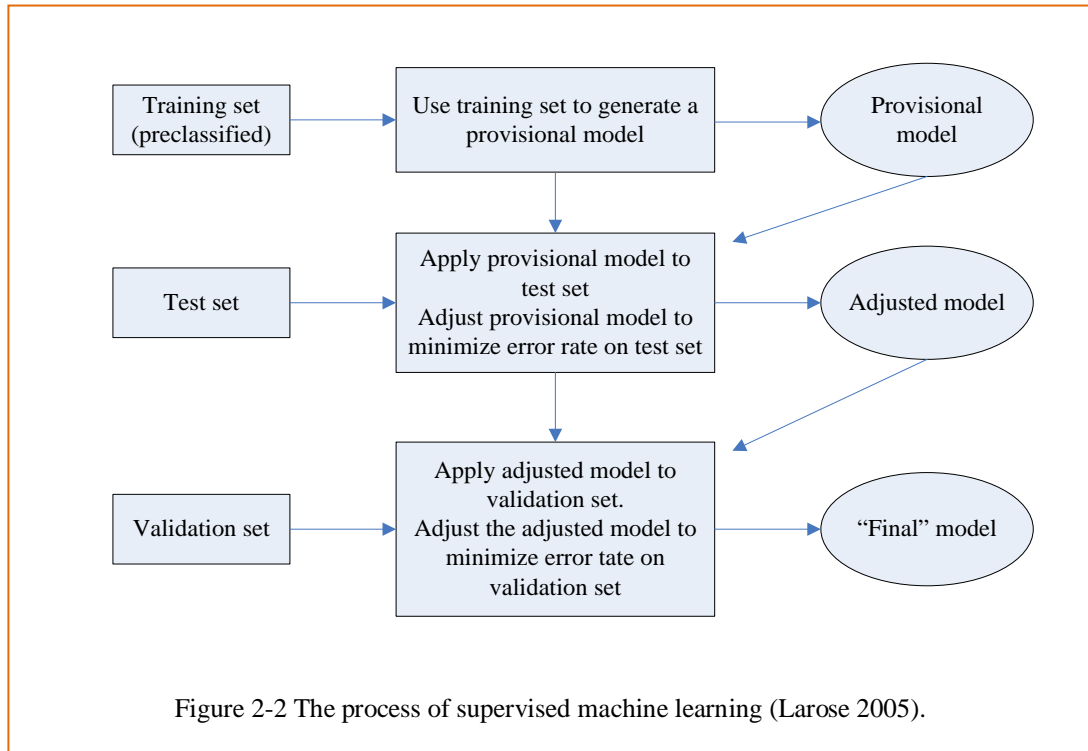 Training set
(preclassified)
Use training set to generate a
provisional model
Provisional
model
Test set
Apply provisional model to
test set
Adjust provisional model to
minimize error rate on test set
Adjusted model
Validation set
Apply adjusted model to
validation set.
Adjust the adjusted model to
minimize error tate on
validation set
“Final” model
Figure 2-2 The process of supervised machine learning (Larose 2005).